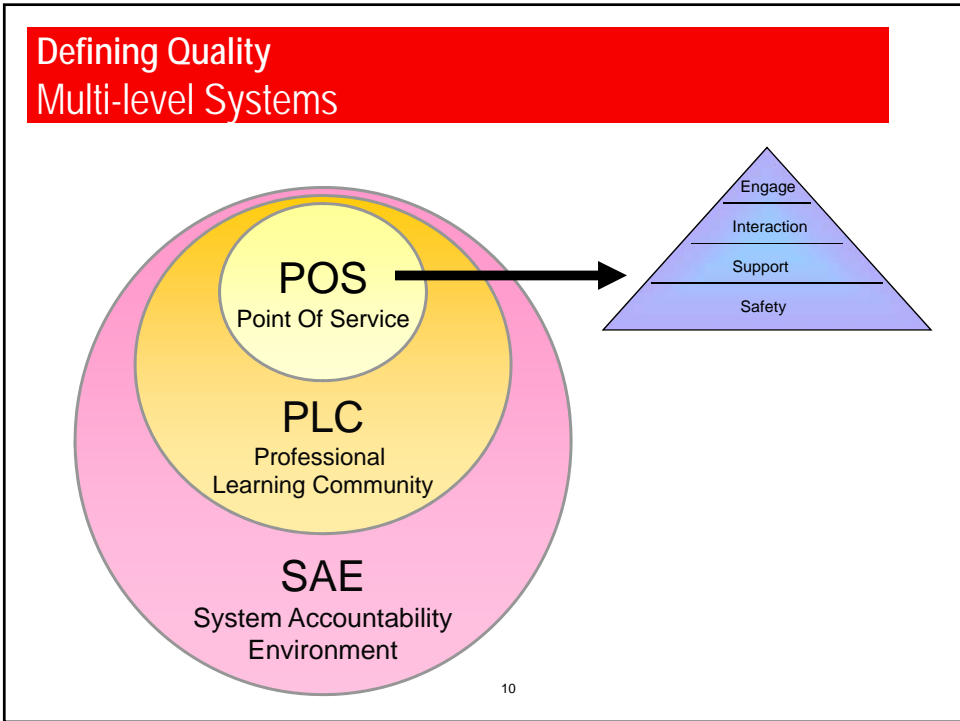 Defining Quality
Multi-level Systems
Engage
Interaction
Support
Safety
POS
Point Of Service
PLC
Professional
Learning Community
SAE
System Accountability
Environment
10